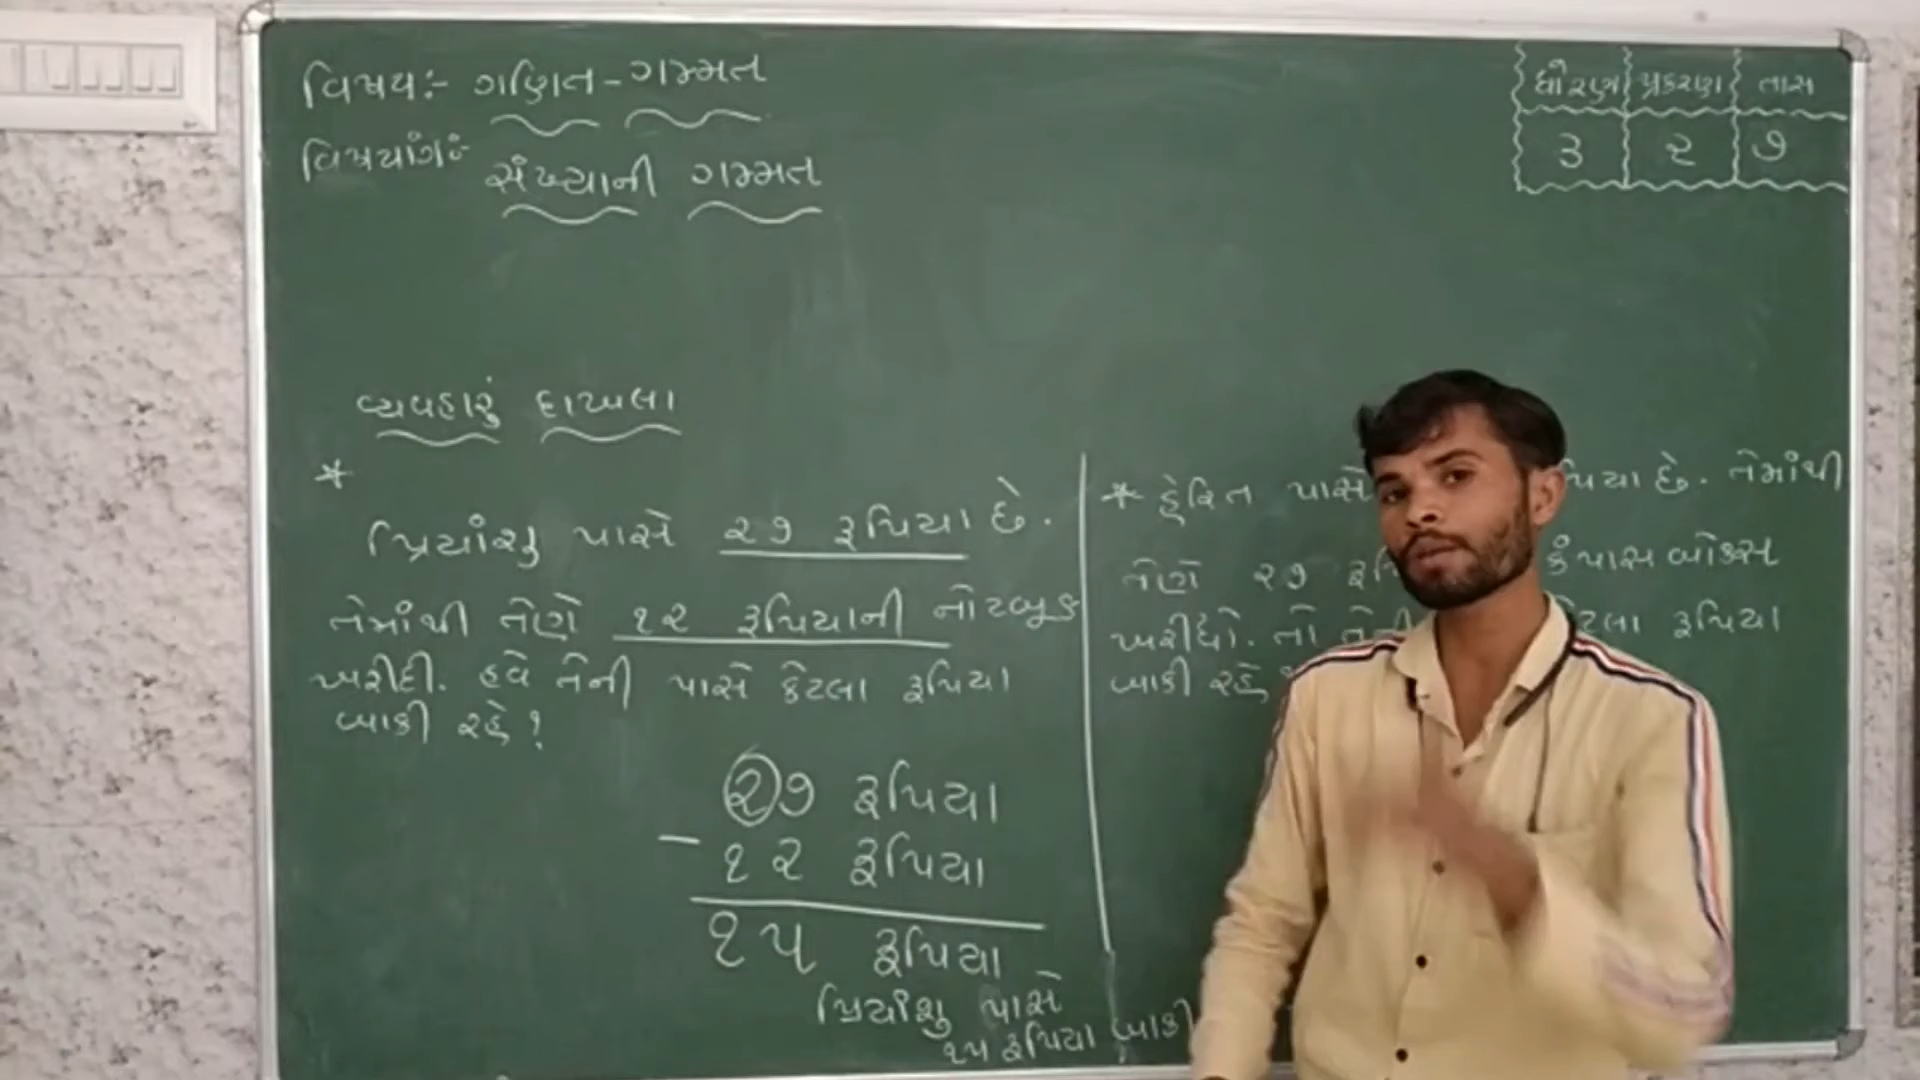 વિષય:- ગણિત-ગમ્મત
વિષયાંગ:-
સંખ્યાની ગમ્મત
ધોરણ પ્રકરણ તાસ
૩ ૨ ૭
વ્યવહારું દાખલા
*
પ્રિયાંશુ પાસે ૨૭ રૂપિયા છે.
તેમાંથી તેણે ૧૨ રૂપિયાની નોટબૂક
ખરીદી. હવે તેની પાસે કેટલા રૂપિયા
બાકી રહે?
૨૭ રૂપિયા
- ૧૨ રૂપિયા
૧૫ રૂપિયા
પ્રિયાંશુ પાસે
૧૫ રૂપિયા બાકી
* હેરિત પાસે પિયા છે. તેમાંથી
તેણે ૨૭ કંપાસ બોક્સ
ખરીદ્યો. તો ટલા રૂપિયા
બાકી રહે